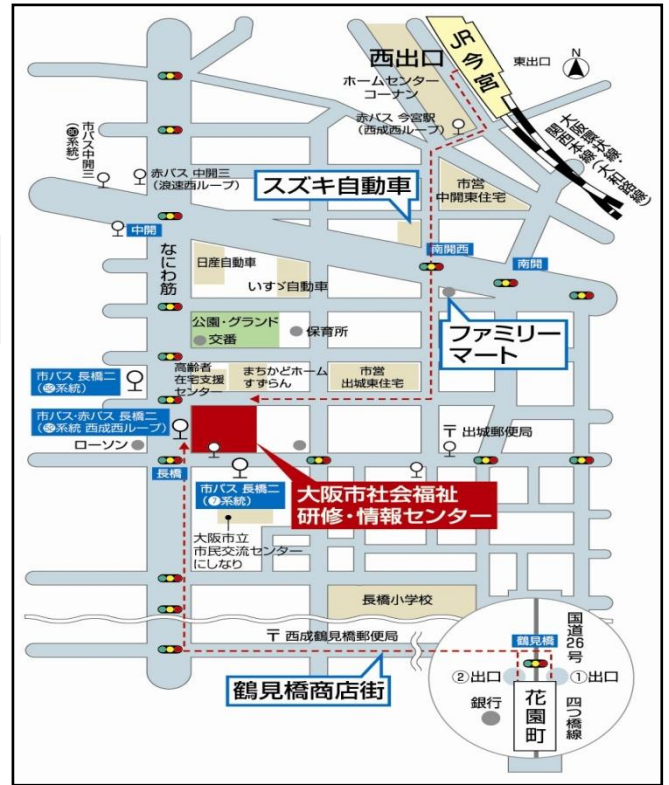 JR今宮
西出口
東出口
N
ホームセンター
コーナン
赤バス 今宮駅
(西成西ループ)
大阪環状線・
関西本線(大和路線)
市バス中開三
(80系統)
赤バス 中開三
(浪速西ループ)
スズキ自動車
市営
中開東住宅
中開
南開西
南開
なにわ筋
日産自動車
いすゞ自動車
ファミリー
マート
公園・グランド
交番
保育所
市バス 長橋二
(52系統)
高齢者
在宅支援
センター
まちかどホーム
すずらん
市営
出城東住宅
市バス・赤バス 長橋二
(52系統 西成西ループ)
ローソン
〒出城郵便局
長橋
市バス 長橋二
(7系統)
大阪市社会福祉
研修・情報センター
大阪市立
市民交流センター
にしなり
長橋小学校
〒西成鶴見橋郵便局
鶴見橋商店街
鶴見橋
国道26号
②出口
①出口
銀行
花園町
四つ橋線